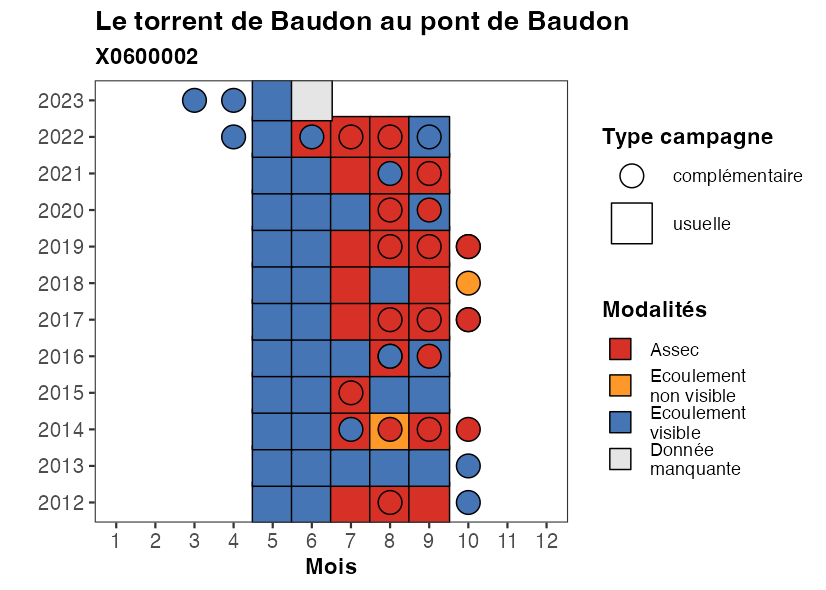 Le torrent de Baudon au pont de Baudon
X0600002
2023
2022
2021
2020
2019
2018
2017
2016
2015
2014
2013
2012
1 2 3 4 5 6 7 8 9 10 11 12
Mois
Type campagne
complémentaire
usuelle
Modalités
Assec
Ecoulement
non visible
Ecoulement
visible
Donnée
manquante